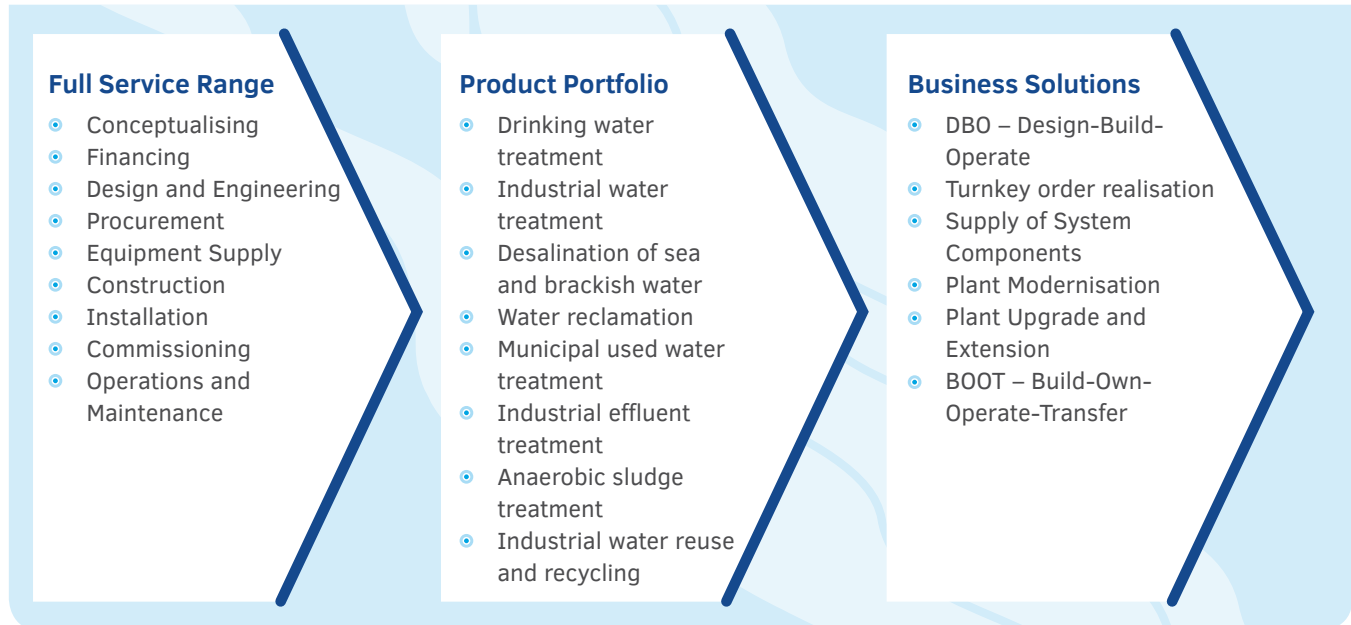 Full Service Range
Conceptualising
Financing
Design and Engineering
Procurement
Equipment Supply
Construction
Installation
Commissioning
Operations and
Maintenance
Product Portfolio
Drinking water
treatment
Industrial water
treatment
Desalination of sea
and brackish water
Water reclamation
Municipal used water
treatment
Industrial effluent
treatment
Anaerobic sludge
treatment
Industrial water reuse
and recycling
Business Solutions
DBO – Design-Build-
Operate
Turnkey order realisation
Supply of System
Components
Plant Modernisation
Plant Upgrade and
Extension
BOOT – Build-Own-
Operate-Transfer